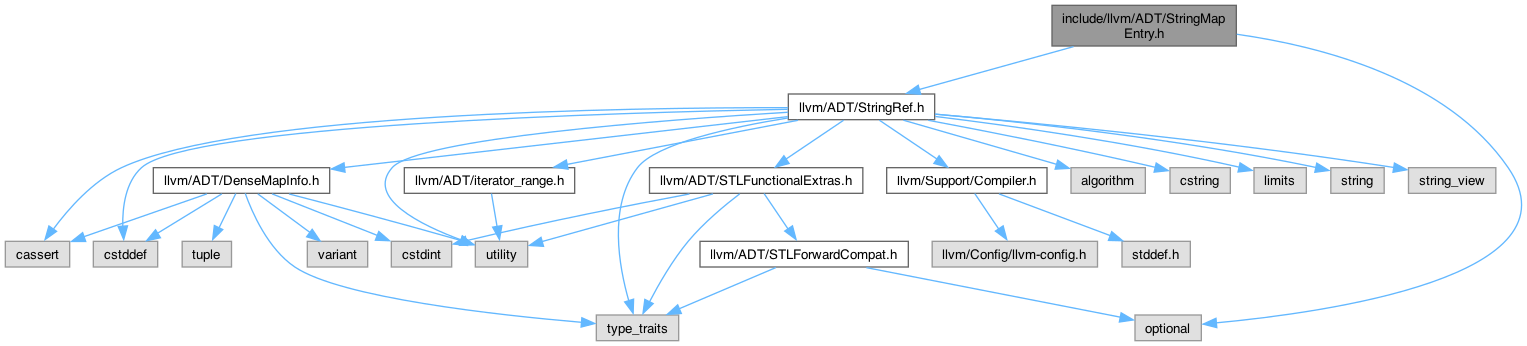 include/llvm/ADT/StringMap
Entry.h
llvm/ADT/StringRef.h
llvm/ADT/DenseMapInfo.h
llvm/ADT/iterator_range.h
llvm/ADT/STLFunctionalExtras.h
llvm/Support/Compiler.h
algorithm
cstring
limits
string
string_view
cassert
cstddef
tuple
variant
cstdint
utility
llvm/ADT/STLForwardCompat.h
llvm/Config/llvm-config.h
stddef.h
type_traits
optional